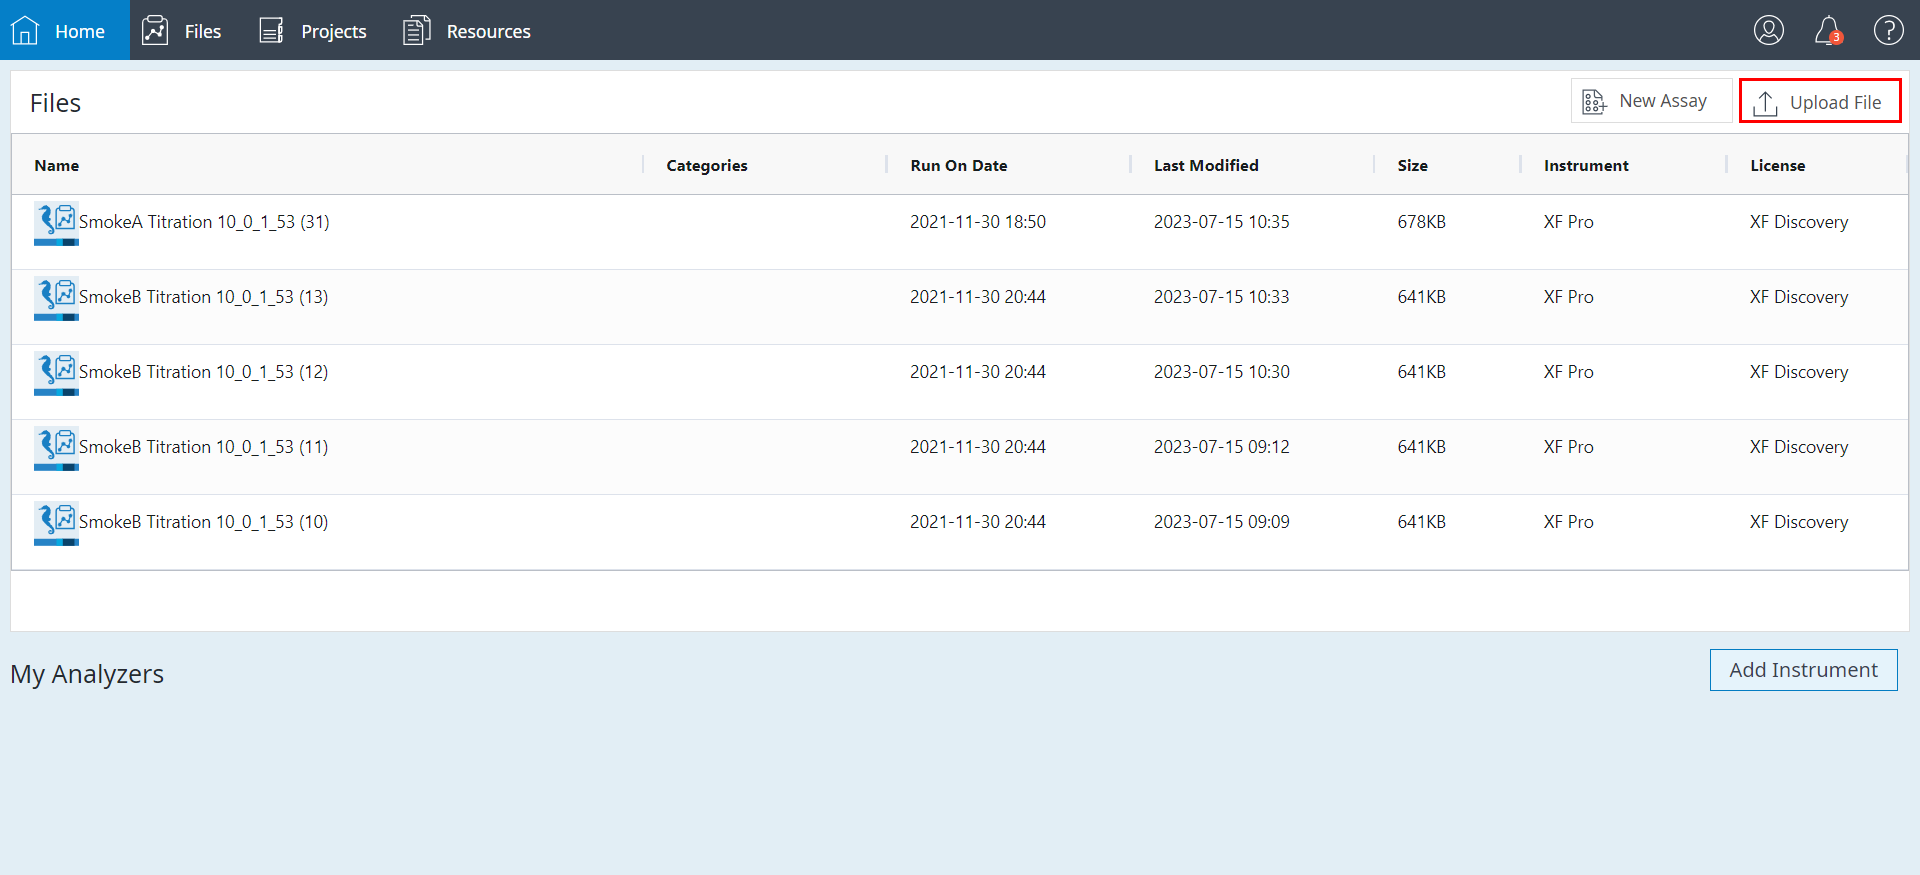 Home Files Projects Resources 3 ?
Files New Assay Upload File
Name Categories Run On Date Last Modified Size Instrument License
SmokeA Titration 10_0_1_53 (31) 2021-11-30 18:50 2023-07-15 10:35 678KB XF Pro XF Discovery
SmokeB Titration 10_0_1_53 (13) 2021-11-30 20:44 2023-07-15 10:33 641KB XF Pro XF Discovery
SmokeB Titration 10_0_1_53 (12) 2021-11-30 20:44 2023-07-15 10:30 641KB XF Pro XF Discovery
SmokeB Titration 10_0_1_53 (11) 2021-11-30 20:44 2023-07-15 09:12 641KB XF Pro XF Discovery
SmokeB Titration 10_0_1_53 (10) 2021-11-30 20:44 2023-07-15 09:09 641KB XF Pro XF Discovery
My Analyzers Add Instrument